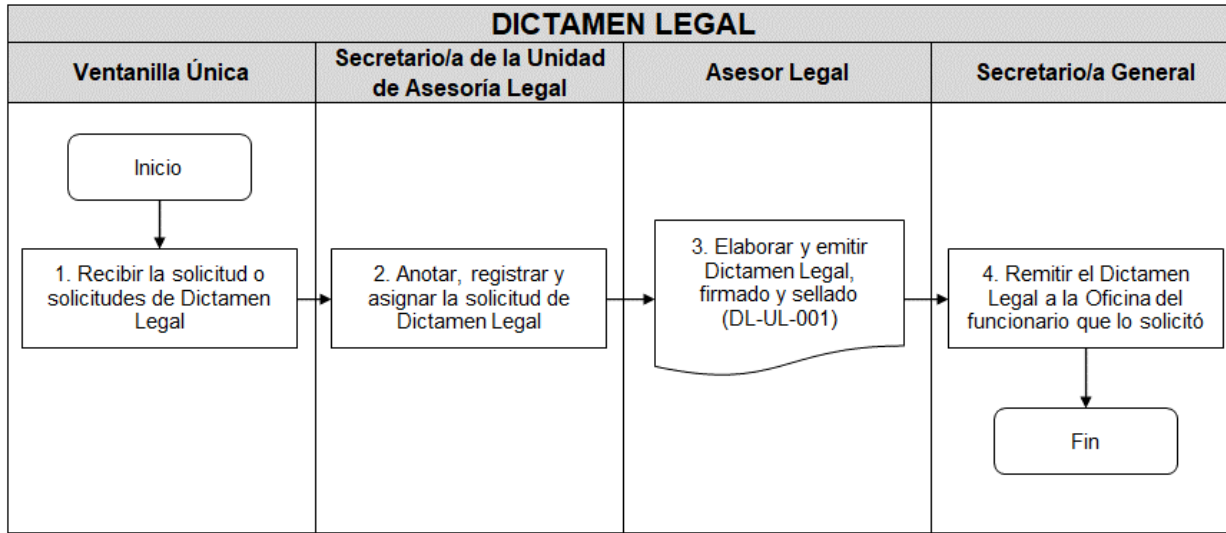 DICTAMEN LEGAL
Ventanilla Única
Secretario/a de la Unidad
de Asesoría Legal
Asesor Legal
Secretario/a General
Inicio
1. Recibir la solicitud o
solicitudes de Dictamen
Legal
2. Anotar, registrar y
asignar la solicitud de
Dictamen Legal
3. Elaborar y emitir
Dictamen Legal,
firmado y sellado
(DL-UL-001)
4. Remitir el Dictamen
Legal a la Oficina del
funcionario que lo solicitó
Fin